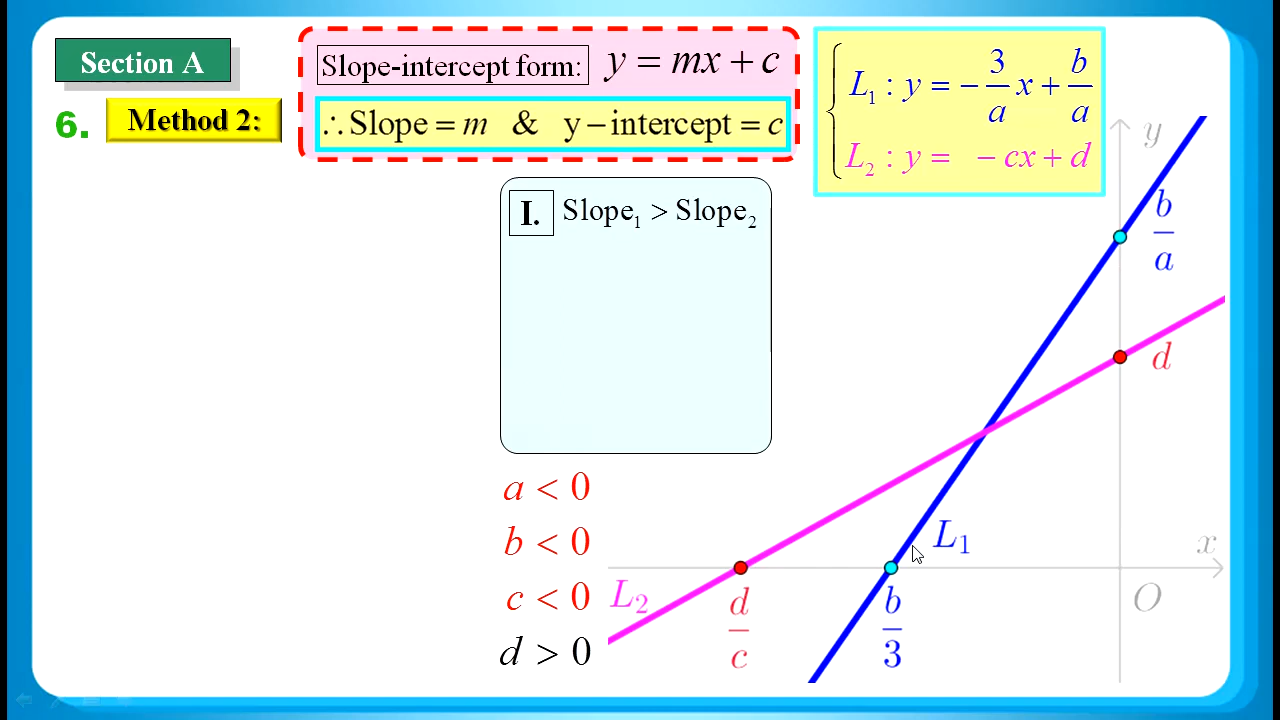 Section A
6. Method 2:
Slope-intercept form: y = mx + c
∴ Slope = m & y − intercept = c
L₁ : y = −3/a x + b/a
L₂ : y = − cx + d
I. Slope₁ > Slope₂
a < 0
b < 0
c < 0
d > 0
y
b/a
d
L₁
x
L₂
d/c
b/3
O